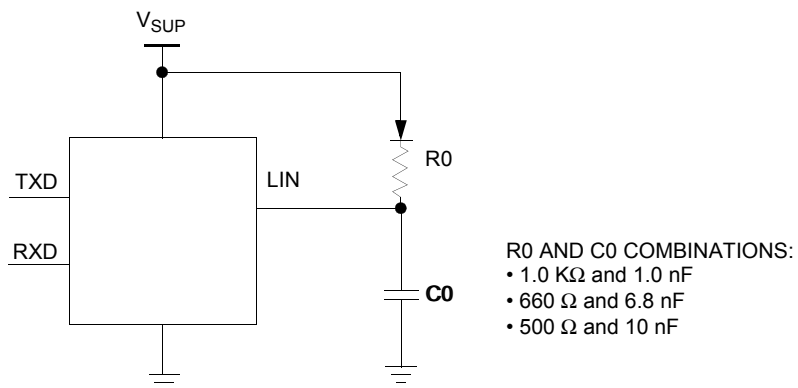 VSUP
TXD
LIN
R0
RXD
C0
R0 AND C0 COMBINATIONS:
• 1.0 KΩ and 1.0 nF
• 660 Ω and 6.8 nF
• 500 Ω and 10 nF